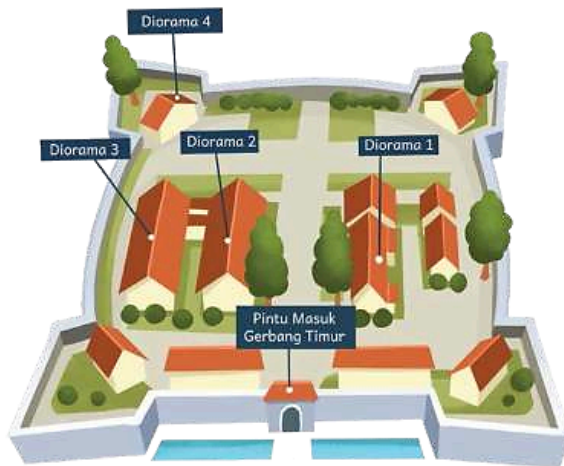 Diorama 4
Diorama 3
Diorama 2
Diorama 1
Pintu Masuk
Gerbang Timur